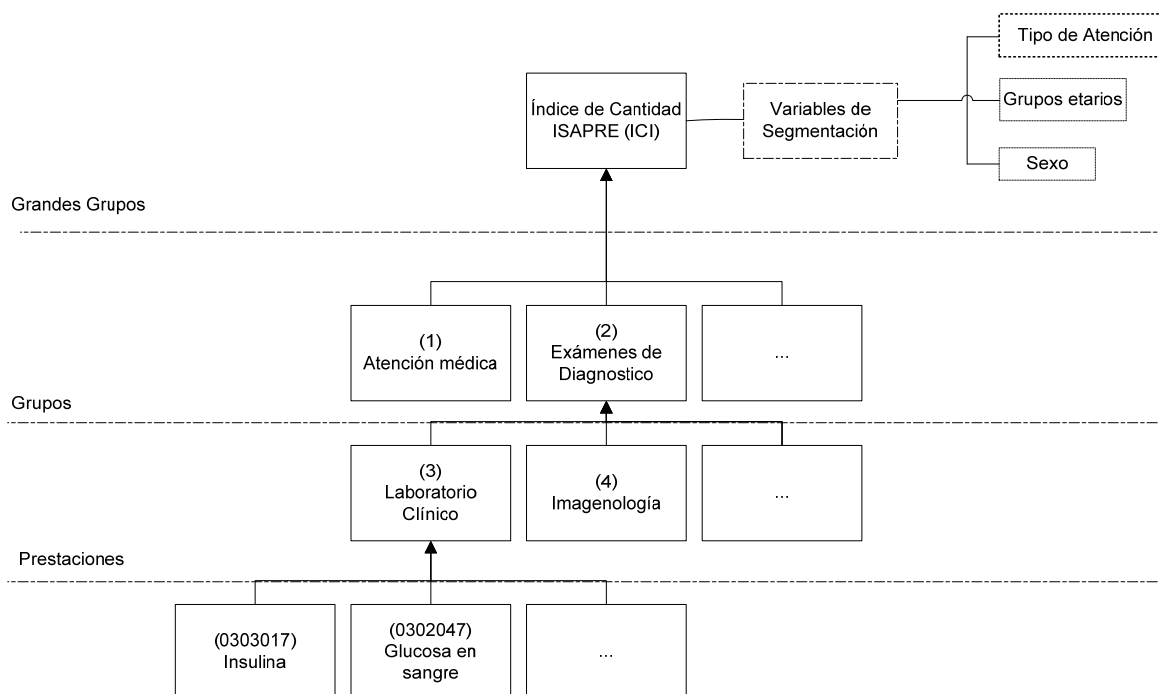 Tipo de Atención
Índice de Cantidad
ISAPRE (ICI)
Variables de
Segmentación
Grupos etarios
Sexo
Grandes Grupos
(1)
Atención médica
(2)
Exámenes de
Diagnostico
...
Grupos
(3)
Laboratorio
Clínico
(4)
Imagenología
...
Prestaciones
(0303017)
Insulina
(0302047)
Glucosa en
sangre
...